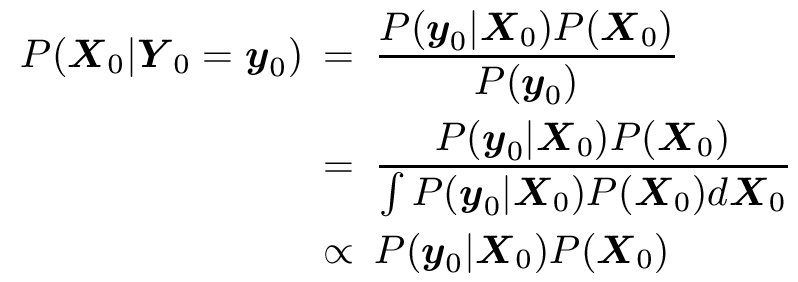 P(𝑿₀|𝒀₀ = 𝒚₀) = P(𝒚₀|𝑿₀)P(𝑿₀) / P(𝒚₀)
= P(𝒚₀|𝑿₀)P(𝑿₀) / ∫ P(𝒚₀|𝑿₀)P(𝑿₀)d𝑿₀
∝ P(𝒚₀|𝑿₀)P(𝑿₀)